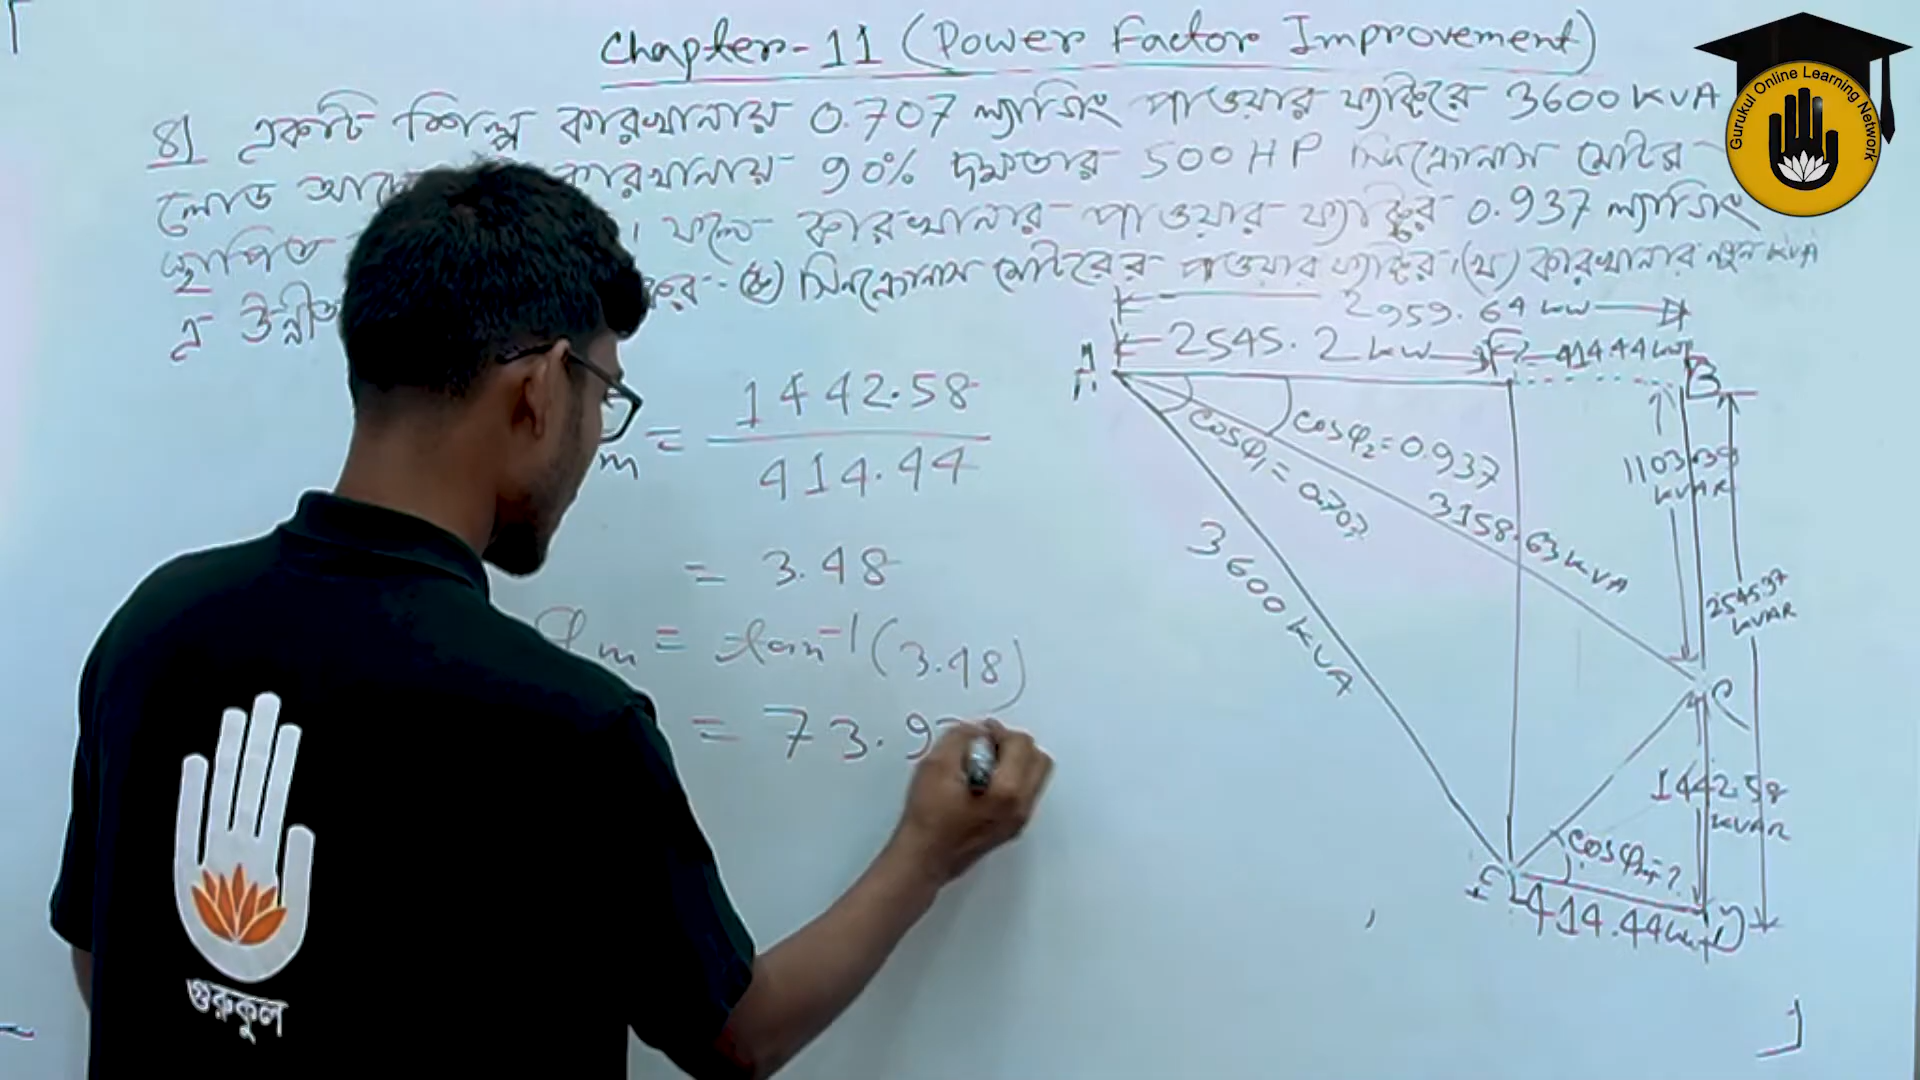 Chapter-11 (Power Factor Improvement)
8) একটি শিল্প কারখানায় 0.707 ল্যাগিং পাওয়ার ফ্যাক্টরে 3600 KVA
লোড কারখানায় 90% দক্ষতার 500 HP সিনক্রোনাস মোটর
স্থাপিত । ফলে কারখানার পাওয়ার ফ্যাক্টর 0.937 ল্যাগিং
এ সিনক্রোনাস মোটরের পাওয়ার ফ্যাক্টর। (খ) কারখানার KVA
2959.64 kw
A 2545.2 kw F 414.44 kw B
m = 1442.58
414.44
= 3.48
φm = tan-1(3.48)
= 73.9
cosφ1 = 0.707
cosφ2 = 0.937
3158.63 KVA
3600 KVA
1103.39
KVAR
2545.97
KVAR
C
1442.58
KVAR
cosφm = ?
E 414.44 kw D
Gurukul Online Learning Network
গুরুকুল